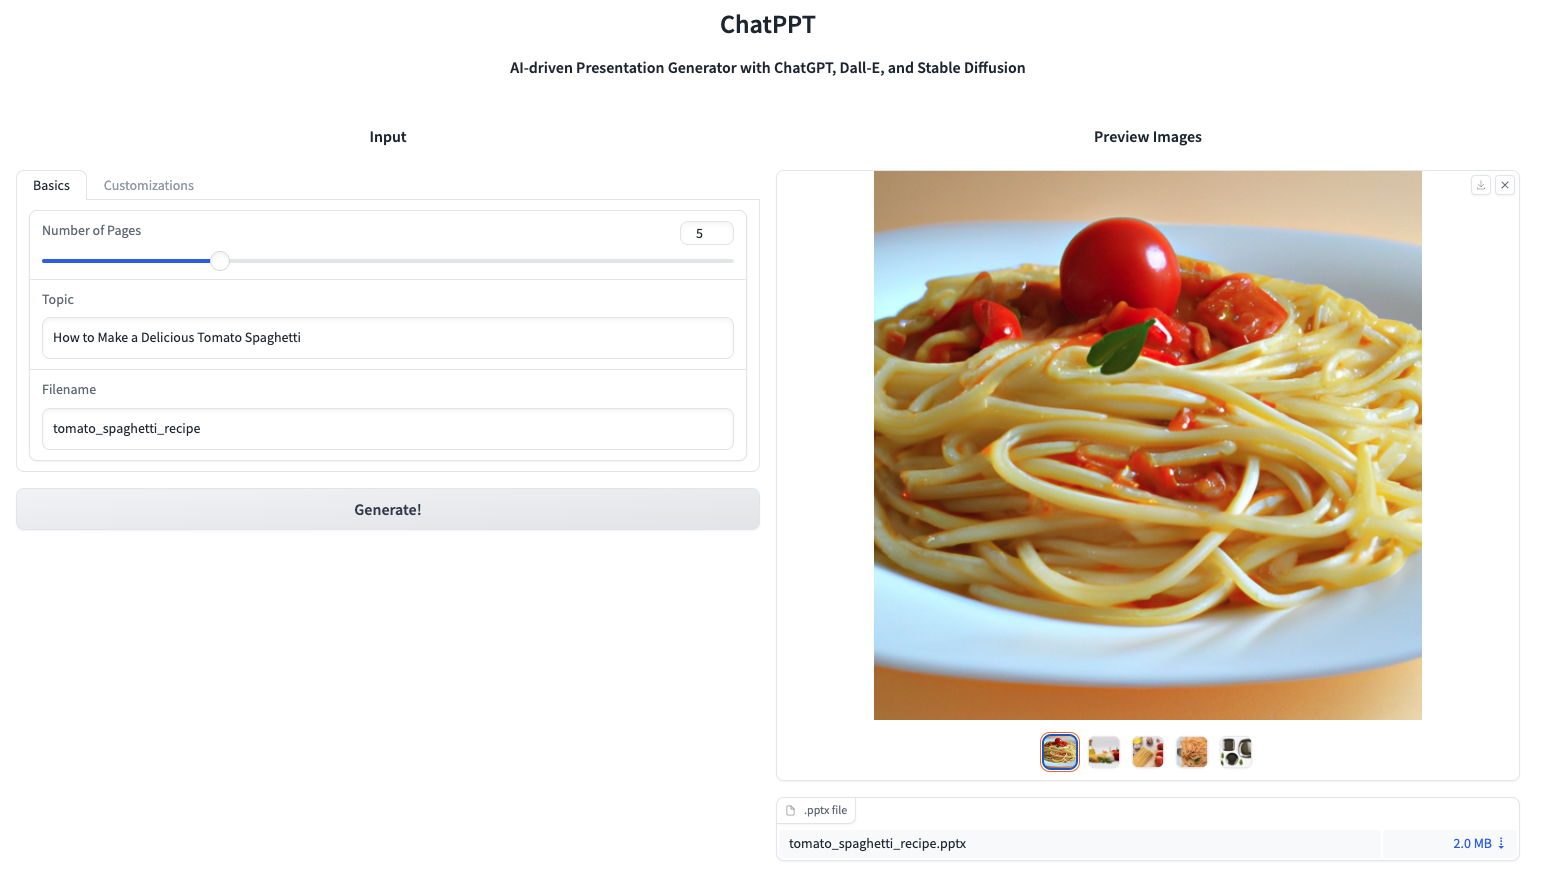 ChatPPT
AI-driven Presentation Generator with ChatGPT, Dall-E, and Stable Diffusion
Input
Basics
Customizations
Number of Pages
5
Topic
How to Make a Delicious Tomato Spaghetti
Filename
tomato_spaghetti_recipe
Generate!
Preview Images
.pptx file
tomato_spaghetti_recipe.pptx
2.0 MB ⇣